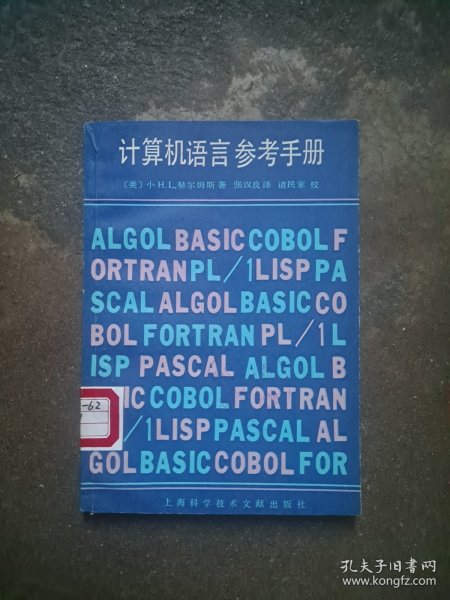 计算机语言参考手册
〔美〕小H.L.赫尔姆斯著 张汉良译 诸民家 校
ALGOL BASIC COBOL F
ORTRAN PL/1 LISP PA
SCAL ALGOL BASIC CO
BOL FORTRAN PL/1 L
ISP PASCAL ALGOL B
IC COBOL FORTRAN
-62
/1 LISP PASCAL AL
GOL BASIC COBOL FOR
上海科学技术文献出版社
孔夫子旧书网
www.kongfz.com